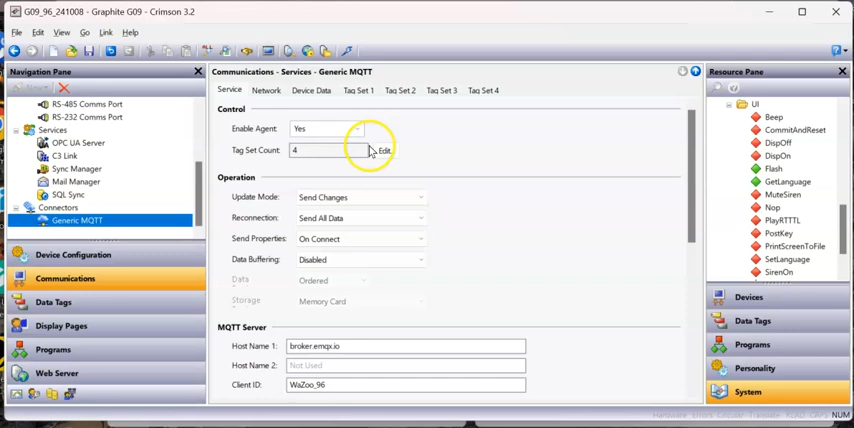 G09_96_241008 - Graphite G09 - Crimson 3.2
File Edit View Go Link Help
Navigation Pane
New
RS-485 Comms Port
RS-232 Comms Port
Services
OPC UA Server
C3 Link
Sync Manager
Mail Manager
SQL Sync
Connectors
Generic MQTT
Device Configuration
Communications
Data Tags
Display Pages
Programs
Web Server
Communications - Services - Generic MQTT
Service Network Device Data Tag Set 1 Tag Set 2 Tag Set 3 Tag Set 4
Control
Enable Agent: Yes
Tag Set Count: 4 Edit
Operation
Update Mode: Send Changes
Reconnection: Send All Data
Send Properties: On Connect
Data Buffering: Disabled
Data Ordered
Storage Memory Card
MQTT Server
Host Name 1: broker.emqx.io
Host Name 2: Not Used
Client ID: WaZoo_96
Resource Pane
UI
Beep
CommitAndReset
DispOff
DispOn
Flash
GetLanguage
MuteSiren
Nop
PlayRTTTL
PostKey
PrintScreenToFile
SetLanguage
SirenOn
Devices
Data Tags
Programs
Personality
System
Hardware Errors Execute Translate READ CAPS NUM